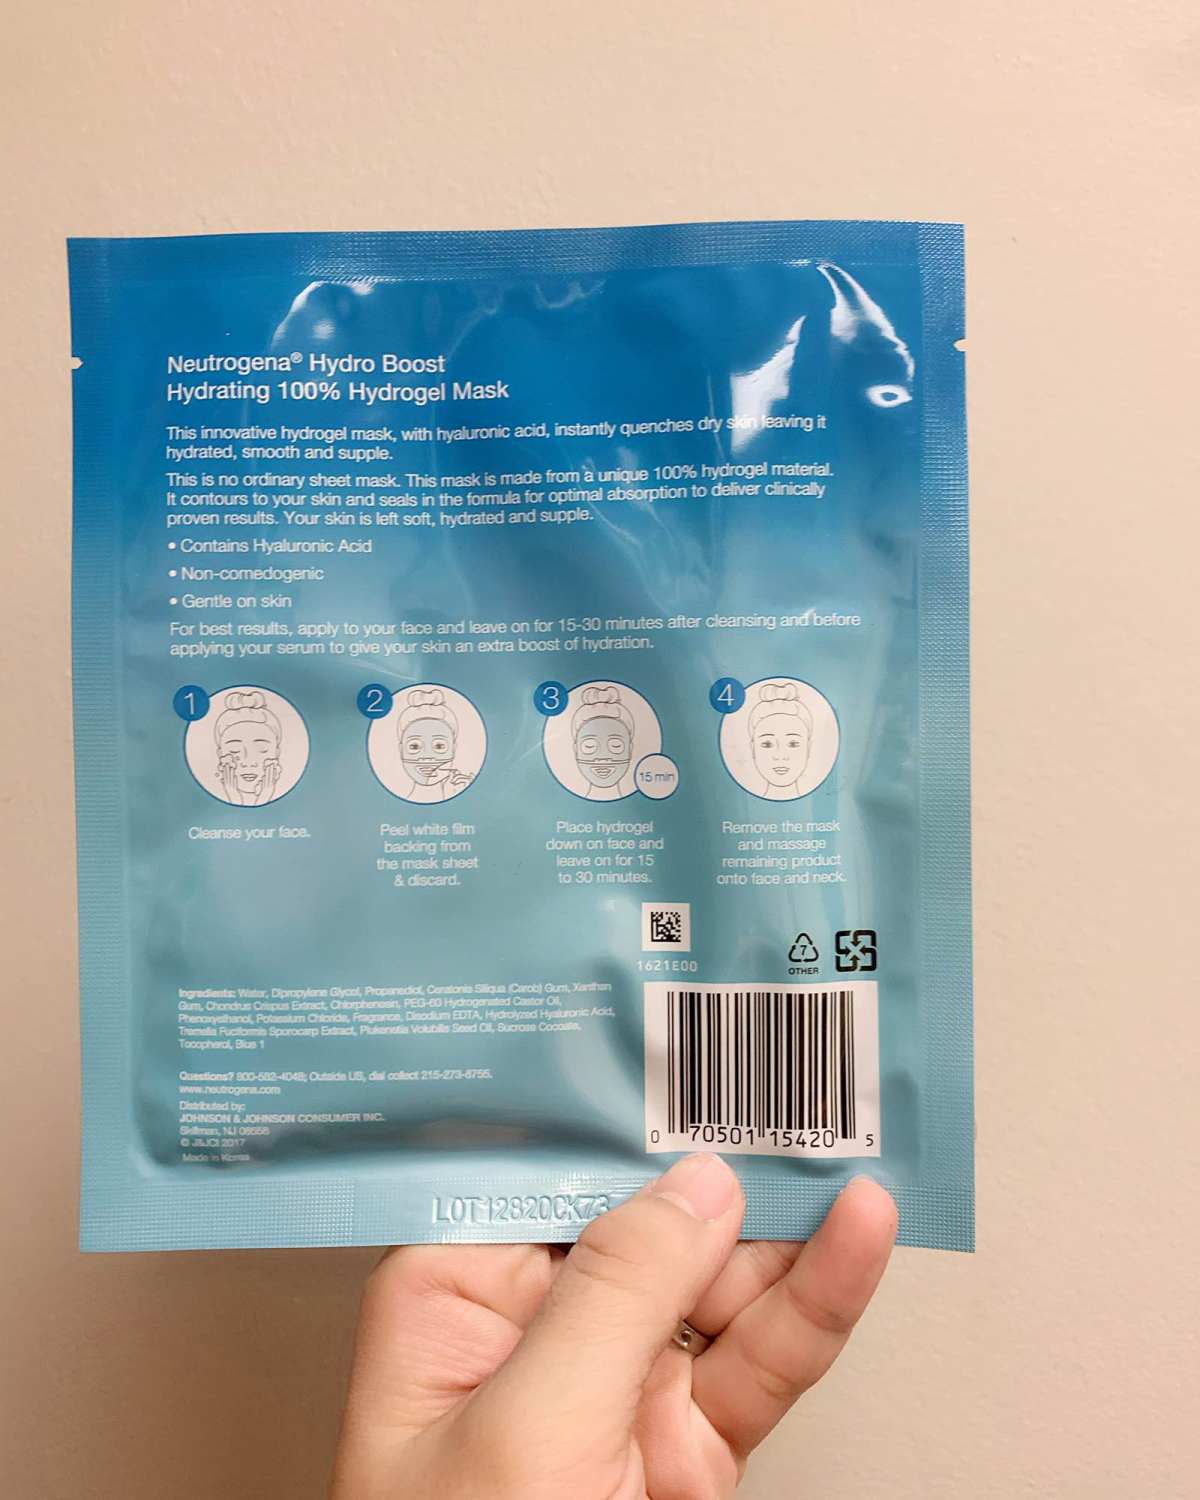 Neutrogena® Hydro Boost
Hydrating 100% Hydrogel Mask
This innovative hydrogel mask, with hyaluronic acid, instantly quenches dry skin leaving it
hydrated, smooth and supple.
This is no ordinary sheet mask. This mask is made from a unique 100% hydrogel material.
It contours to your skin and seals in the formula for optimal absorption to deliver clinically
proven results. Your skin is left soft, hydrated and supple.
• Contains Hyaluronic Acid
• Non-comedogenic
• Gentle on skin
For best results, apply to your face and leave on for 15-30 minutes after cleansing and before
applying your serum to give your skin an extra boost of hydration.
1
2
3
15 min
4
Cleanse your face.
Peel white film
backing from
the mask sheet
& discard.
Place hydrogel
down on face and
leave on for 15
to 30 minutes.
Remove the mask
and massage
remaining product
onto face and neck.
1621E00
7
OTHER
Ingredients: Water, Dipropylene Glycol, Propanediol, Ceratonia Siliqua (Carob) Gum, Xanthan
Gum, Chondrus Crispus Extract, Chlorphenesin, PEG-60 Hydrogenated Castor Oil,
Phenoxyethanol, Potassium Chloride, Fragrance, Disodium EDTA, Hydrolyzed Hyaluronic Acid,
Tremella Fuciformis Sporocarp Extract, Plukenetia Volubilis Seed Oil, Sucrose Cocoate,
Tocopherol, Blue 1
Questions? 800-582-4048; Outside US, dial collect 215-273-8755.
www.neutrogena.com
Distributed by:
JOHNSON & JOHNSON CONSUMER INC.
Skillman, NJ 08558
© J&JCI 2017
Made in Korea
0 70501 15420 5
LOT 12820CK73